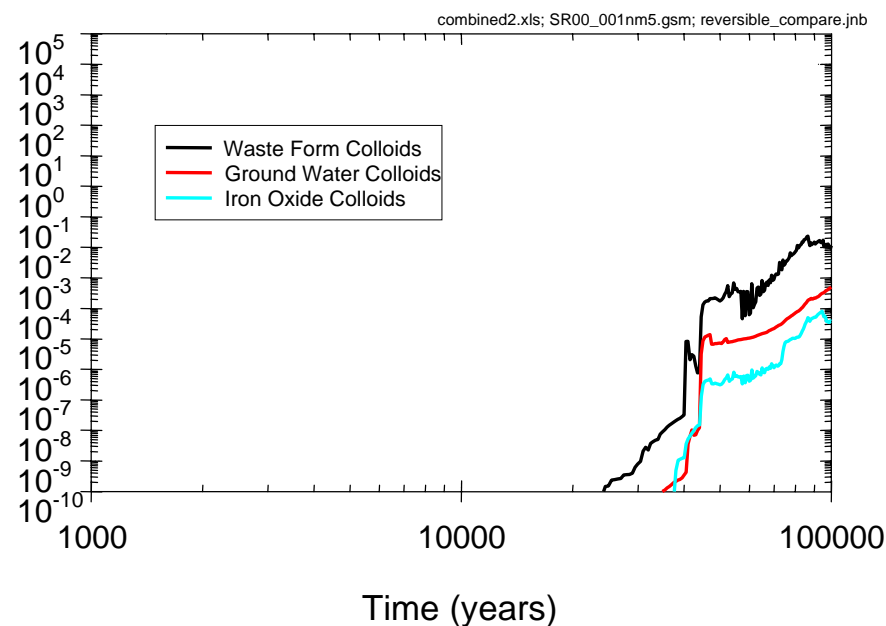 combined2.xls; SR00_001nm5.gsm; reversible_compare.jnb
10^5
10^4
10^3
10^2
10^1
10^0
10^-1
10^-2
10^-3
10^-4
10^-5
10^-6
10^-7
10^-8
10^-9
10^-10
Waste Form Colloids
Ground Water Colloids
Iron Oxide Colloids
1000 10000 100000
Time (years)